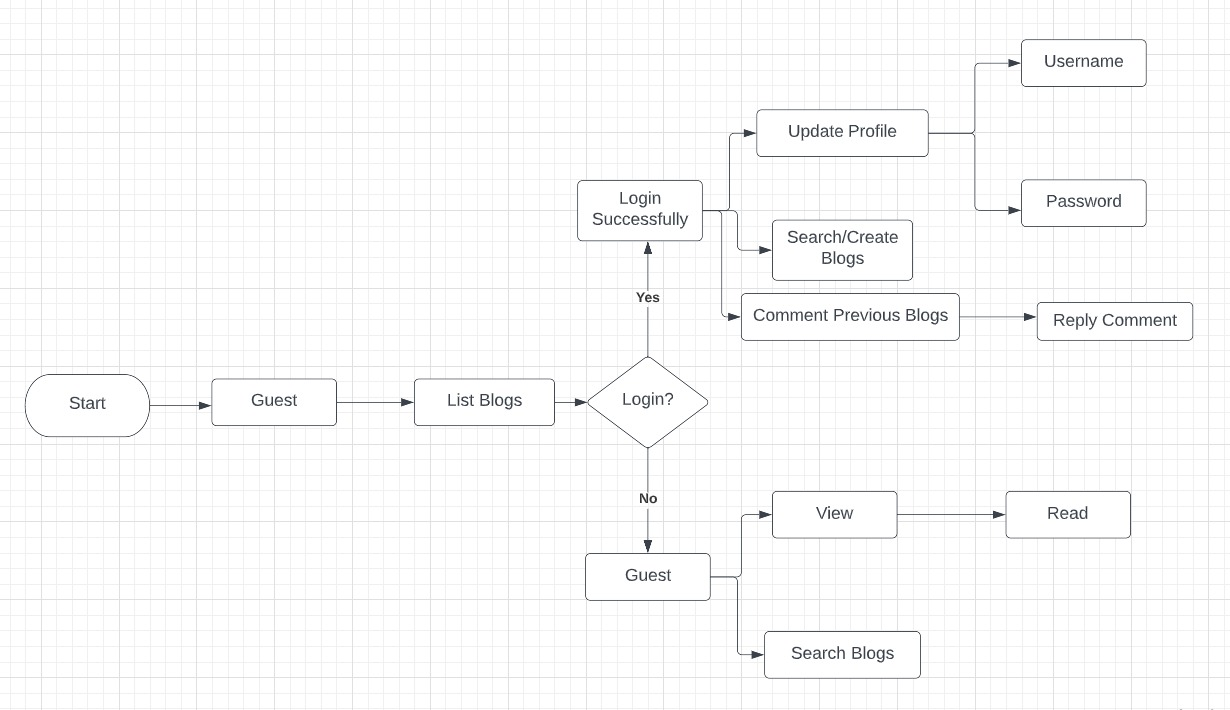 Username
Update Profile
Login
Successfully
Password
Search/Create
Blogs
Yes
Comment Previous Blogs
Reply Comment
Start
Guest
List Blogs
Login?
No
View
Read
Guest
Search Blogs